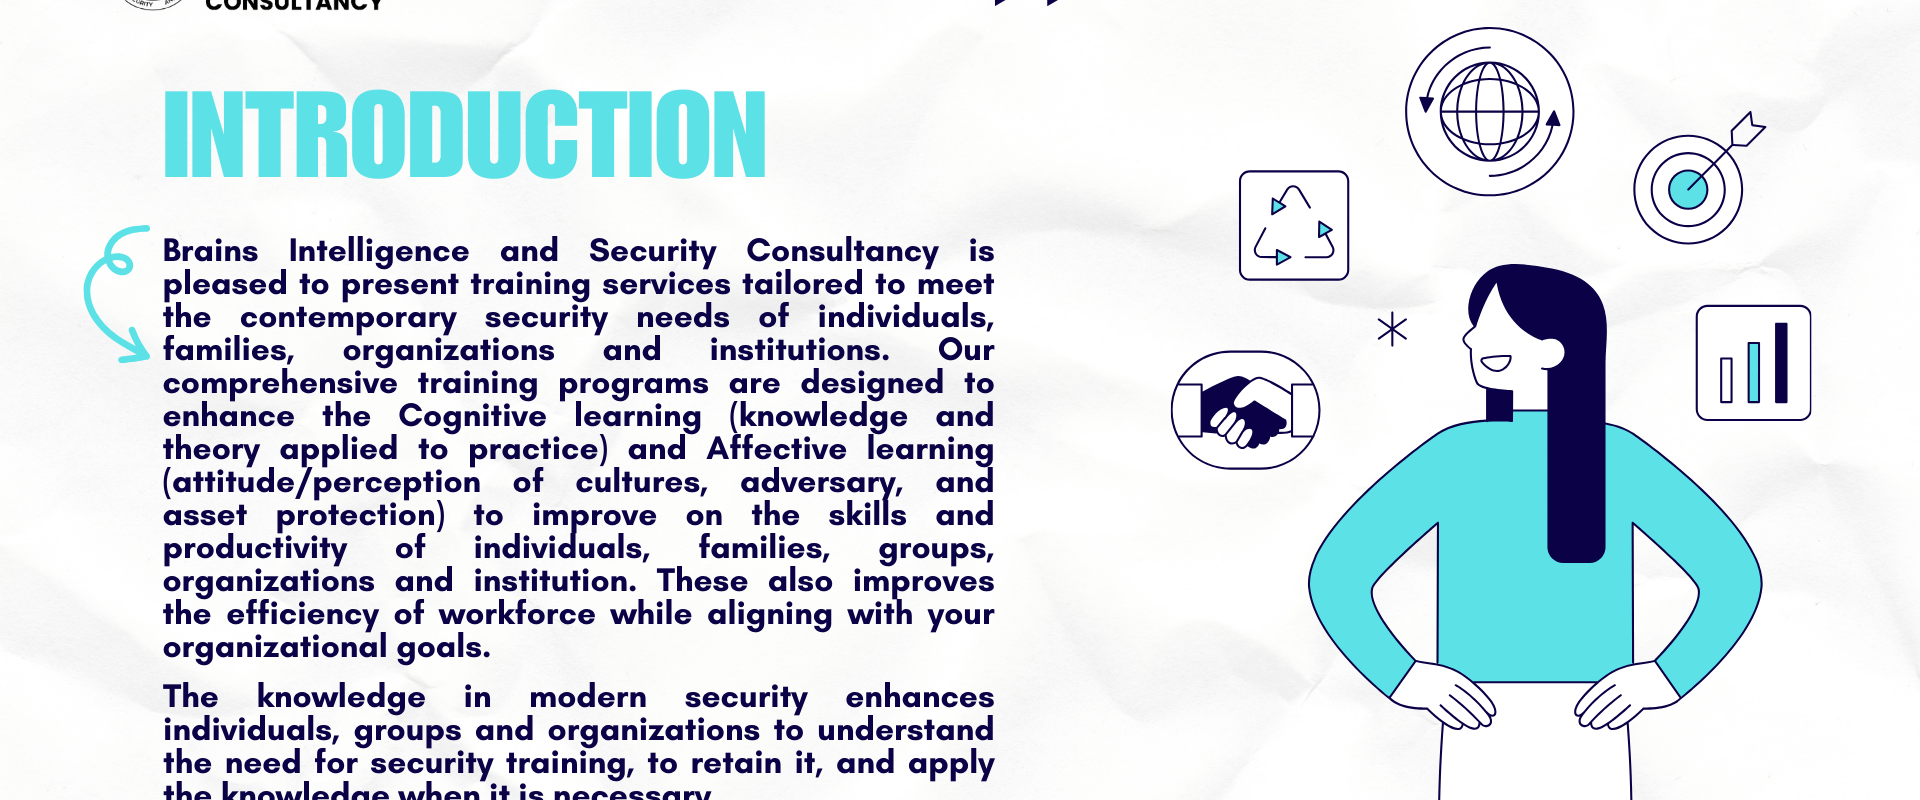 CONSULTANCY
INTRODUCTION
Brains Intelligence and Security Consultancy is
pleased to present training services tailored to meet
the contemporary security needs of individuals,
families, organizations and institutions. Our
comprehensive training programs are designed to
enhance the Cognitive learning (knowledge and
theory applied to practice) and Affective learning
(attitude/perception of cultures, adversary, and
asset protection) to improve on the skills and
productivity of individuals, families, groups,
organizations and institution. These also improves
the efficiency of workforce while aligning with your
organizational goals.
The knowledge in modern security enhances
individuals, groups and organizations to understand
the need for security training, to retain it, and apply
the knowledge when it is necessary